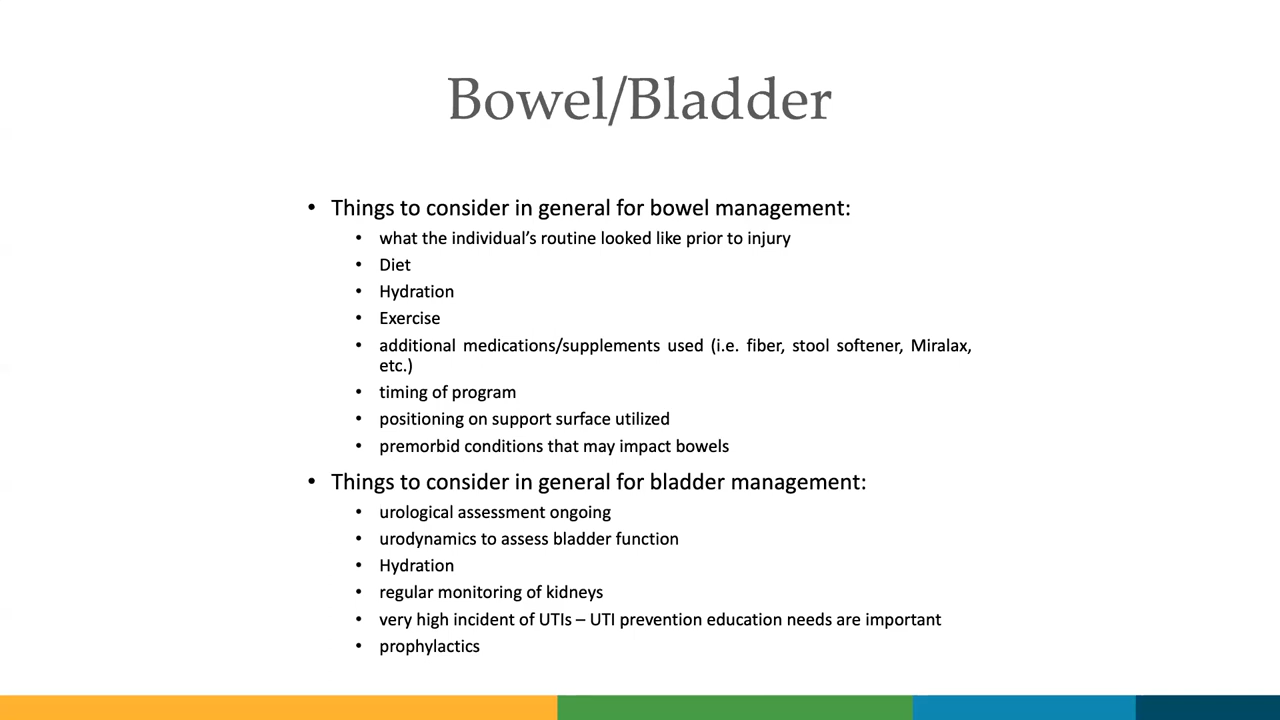 Bowel/Bladder
• Things to consider in general for bowel management:
• what the individual’s routine looked like prior to injury
• Diet
• Hydration
• Exercise
• additional medications/supplements used (i.e. fiber, stool softener, Miralax,
etc.)
• timing of program
• positioning on support surface utilized
• premorbid conditions that may impact bowels
• Things to consider in general for bladder management:
• urological assessment ongoing
• urodynamics to assess bladder function
• Hydration
• regular monitoring of kidneys
• very high incident of UTIs – UTI prevention education needs are important
• prophylactics